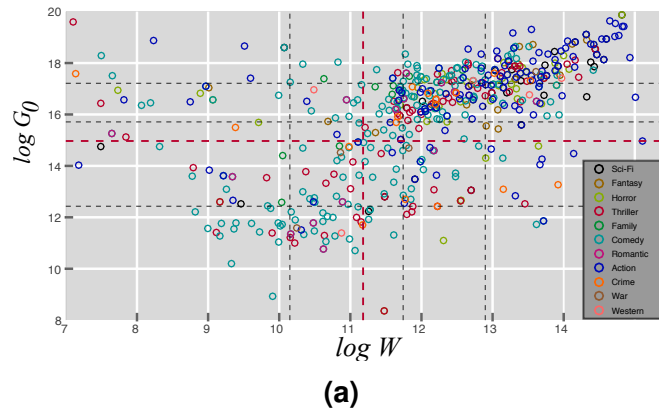 20
18
16
14
12
10
8
log G0
7
8
9
10
11
12
13
14
log W
Sci-Fi
Fantasy
Horror
Thriller
Family
Comedy
Romantic
Action
Crime
War
Western
(a)